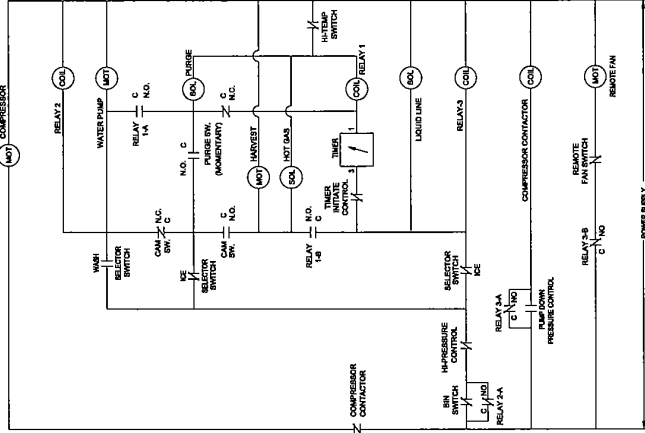 COMPRESSOR
MOT
RELAY 2
COIL
WATER PUMP
MOT
C
N.O.
RELAY
1-A
PURGE
SOL
C
N.C.
PURGE SW.
(MOMENTARY)
N.O.
C
HI-TEMP
SWITCH
RELAY 1
COIL
HARVEST
MOT
HOT GAS
SOL
1
TIMER
3
TIMER
INITIATE
CONTROL
LIQUID LINE
SOL
RELAY-3
COIL
COMPRESSOR CONTACTOR
COIL
REMOTE FAN
MOT
REMOTE
FAN SWITCH
RELAY 3-B
C
NO
POWER SUPPLY
WASH
SELECTOR
SWITCH
CAM
SW.
N.C.
C
ICE
SELECTOR
SWITCH
CAM
SW.
C
N.O.
RELAY
1-B
N.O.
C
SELECTOR
SWITCH
ICE
RELAY 3-A
C
NO
PUMP DOWN
PRESSURE CONTROL
HI-PRESSURE
CONTROL
COMPRESSOR
CONTACTOR
BIN
SWITCH
C
NO
RELAY 2-A